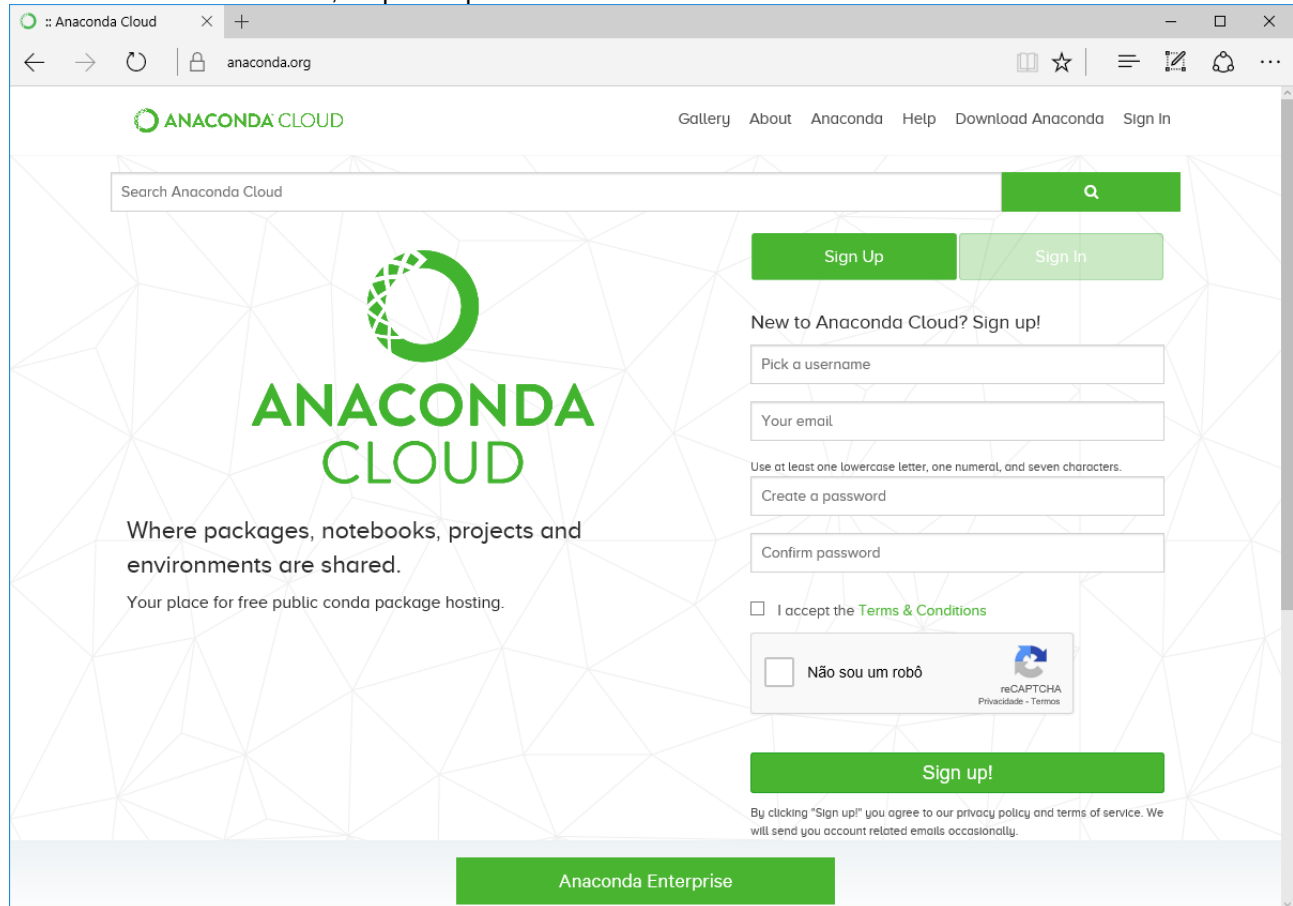 :: Anaconda Cloud
anaconda.org
ANACONDA CLOUD
Gallery About Anaconda Help Download Anaconda Sign In
Search Anaconda Cloud
Sign Up Sign In
New to Anaconda Cloud? Sign up!
Pick a username
Your email
Use at least one lowercase letter, one numeral, and seven characters.
Create a password
Confirm password
I accept the Terms & Conditions
Não sou um robô
reCAPTCHA
Privacidade - Termos
Sign up!
By clicking "Sign up!" you agree to our privacy policy and terms of service. We
will send you account related emails occasionally.
ANACONDA
CLOUD
Where packages, notebooks, projects and
environments are shared.
Your place for free public conda package hosting.
Anaconda Enterprise